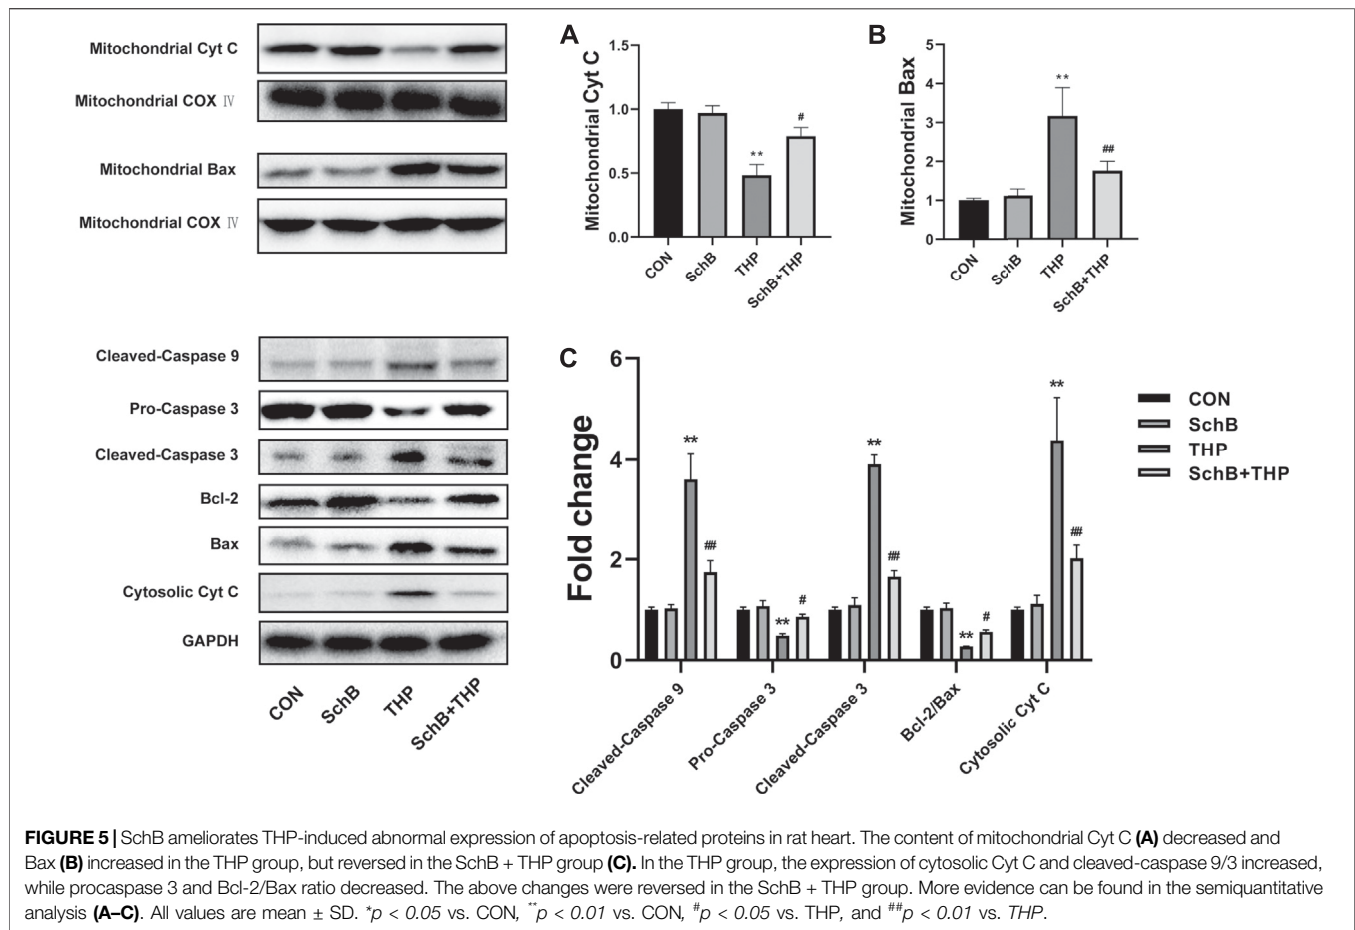 Mitochondrial Cyt C
Mitochondrial COX Ⅳ
Mitochondrial Bax
Mitochondrial COX Ⅳ
A
Mitochondrial Cyt C
1.5
1.0
0.5
0.0
**
#
CON
SchB
THP
SchB+THP
B
Mitochondrial Bax
5
4
3
2
1
0
**
##
CON
SchB
THP
SchB+THP
Cleaved-Caspase 9
Pro-Caspase 3
Cleaved-Caspase 3
Bcl-2
Bax
Cytosolic Cyt C
GAPDH
CON
SchB
THP
SchB+THP
C
Fold change
6
4
2
0
**
##
**
#
**
##
**
#
**
##
Cleaved-Caspase 9
Pro-Caspase 3
Cleaved-Caspase 3
Bcl-2/Bax
Cytosolic Cyt C
CON
SchB
THP
SchB+THP
FIGURE 5 | SchB ameliorates THP-induced abnormal expression of apoptosis-related proteins in rat heart. The content of mitochondrial Cyt C (A) decreased and
Bax (B) increased in the THP group, but reversed in the SchB + THP group (C). In the THP group, the expression of cytosolic Cyt C and cleaved-caspase 9/3 increased,
while procaspase 3 and Bcl-2/Bax ratio decreased. The above changes were reversed in the SchB + THP group. More evidence can be found in the semiquantitative
analysis (A–C). All values are mean ± SD. *p < 0.05 vs. CON, **p < 0.01 vs. CON, #p < 0.05 vs. THP, and ##p < 0.01 vs. THP.